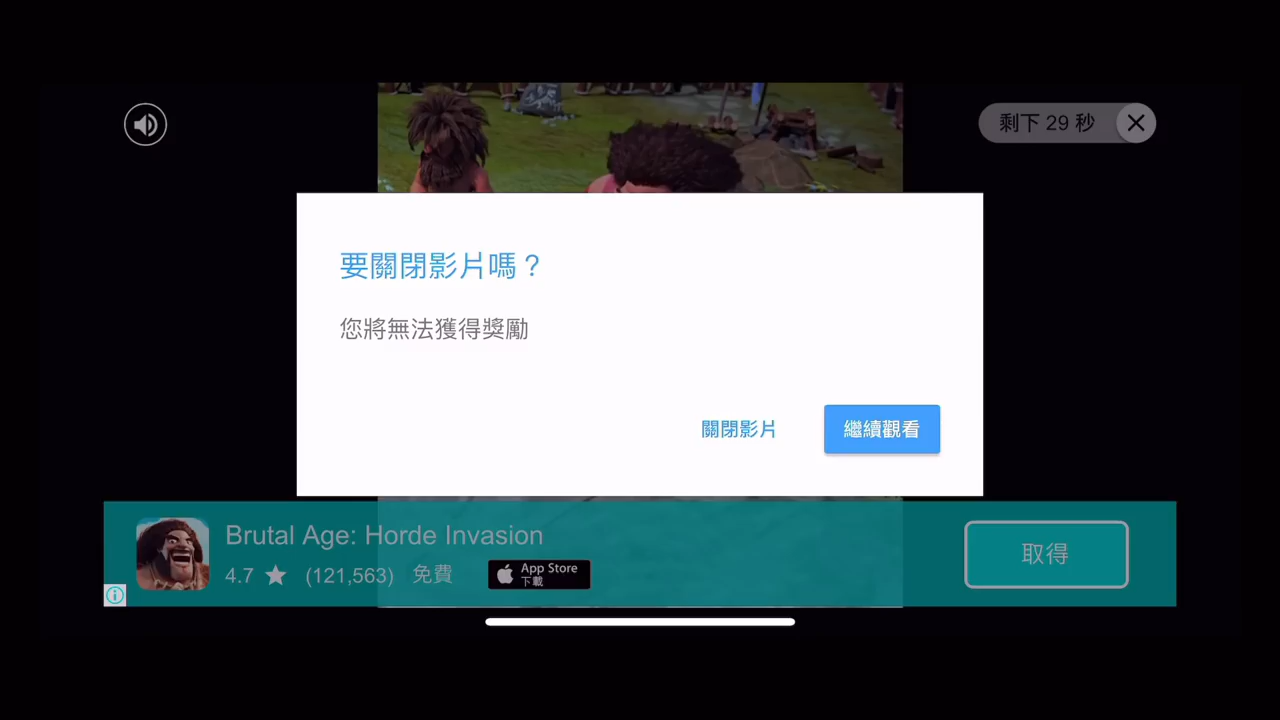 剩下 29 秒
要關閉影片嗎？
您將無法獲得獎勵
關閉影片
繼續觀看
Brutal Age: Horde Invasion
4.7 ★ (121,563) 免費
App Store
下載
取得